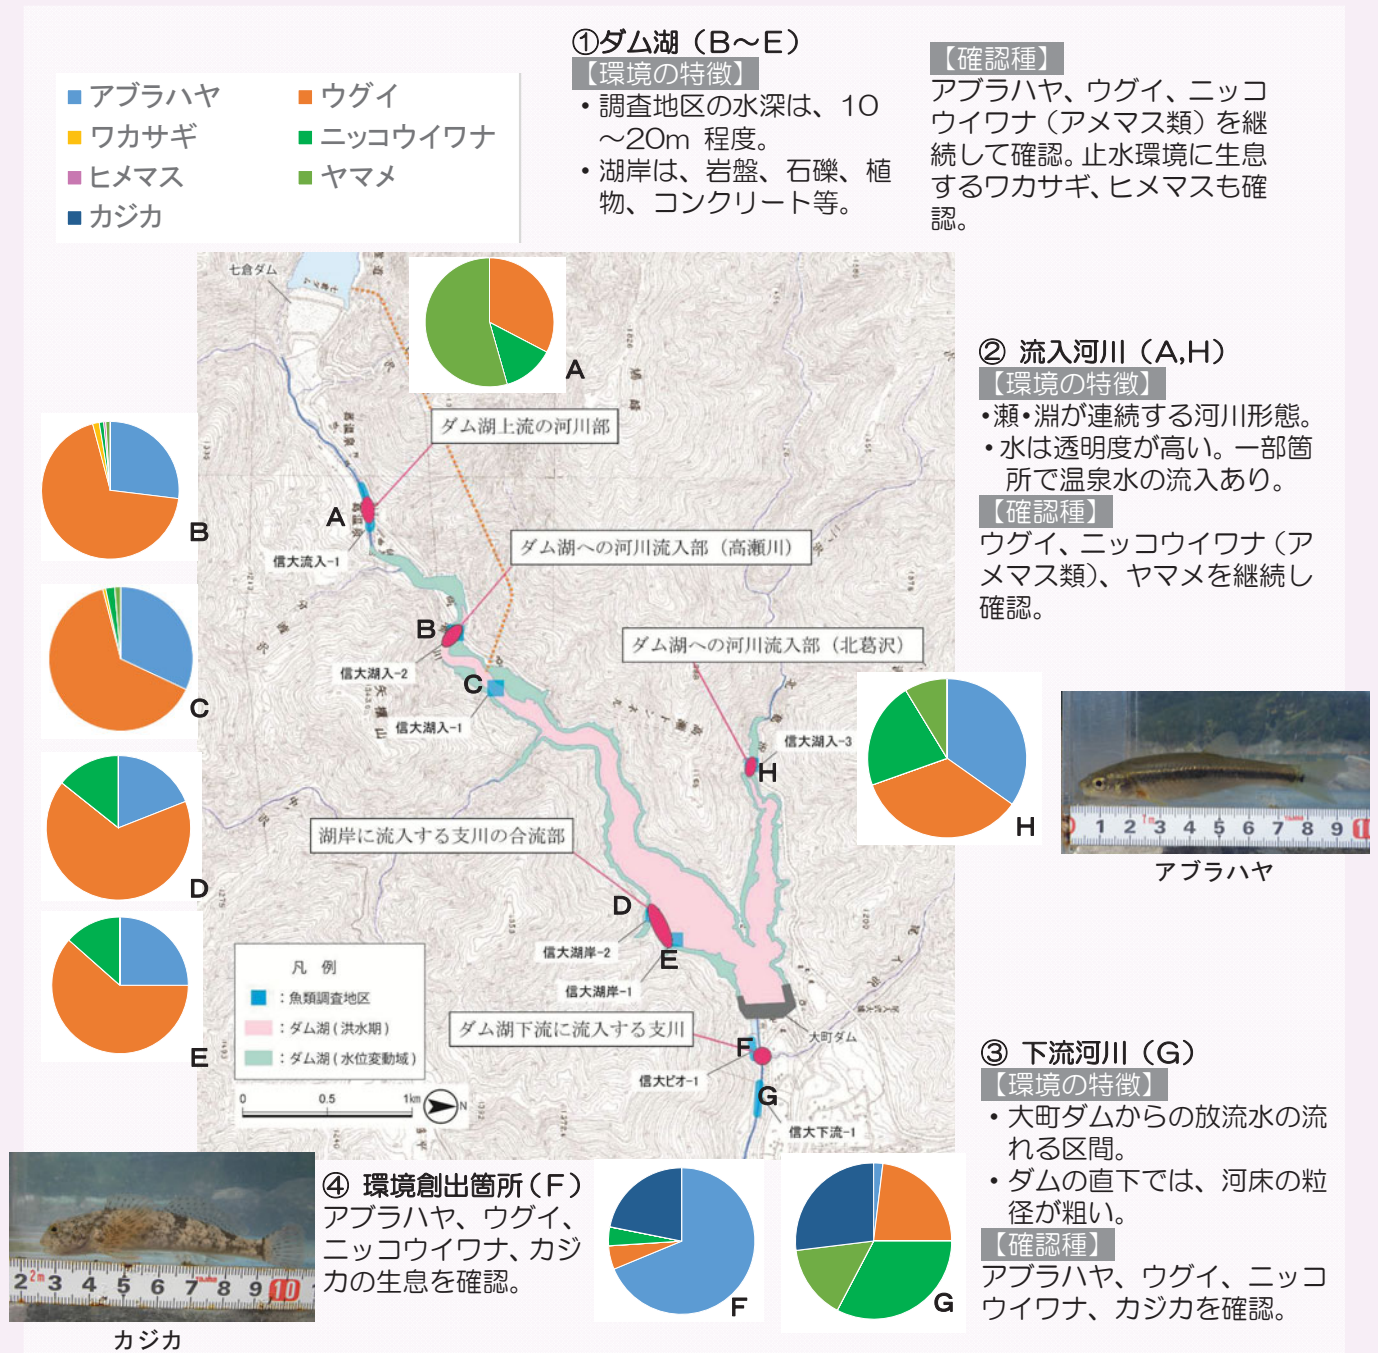 アブラハヤ
ウグイ
ワカサギ
ニッコウイワナ
ヒメマス
ヤマメ
カジカ
①ダム湖（B～E）
【環境の特徴】
・調査地区の水深は、10
～20m 程度。
・湖岸は、岩盤、石礫、植
物、コンクリート等。
【確認種】
アブラハヤ、ウグイ、ニッコ
ウイワナ（アメマス類）を継
続して確認。止水環境に生息
するワカサギ、ヒメマスも確
認。
七倉ダム
A
ダム湖上流の河川部
② 流入河川（A,H）
【環境の特徴】
・瀬・淵が連続する河川形態。
・水は透明度が高い。一部箇
所で温泉水の流入あり。
【確認種】
ウグイ、ニッコウイワナ（ア
メマス類）、ヤマメを継続し
確認。
B
A
信大流入-1
ダム湖への河川流入部（高瀬川）
B
信大湖入-2
ダム湖への河川流入部（北葛沢）
C
C
信大湖入-1
信大湖入-3
H
H
1 2 3 4 5 6 7 8 9
アブラハヤ
湖岸に流入する支川の合流部
D
D
信大湖岸-2
E
信大湖岸-1
凡 例
：魚類調査地区
：ダム湖(洪水期)
：ダム湖(水位変動域)
E
ダム湖下流に流入する支川
大町ダム
F
信大ビオ-1
G
信大下流-1
0 0.5 1km
N
③ 下流河川（G）
【環境の特徴】
・大町ダムからの放流水の流
れる区間。
・ダムの直下では、河床の粒
径が粗い。
【確認種】
アブラハヤ、ウグイ、ニッコ
ウイワナ、カジカを確認。
④ 環境創出箇所（F）
アブラハヤ、ウグイ、
ニッコウイワナ、カジ
カの生息を確認。
F
G
2 2m 3 4 5 6 7 8 9 10
カジカ